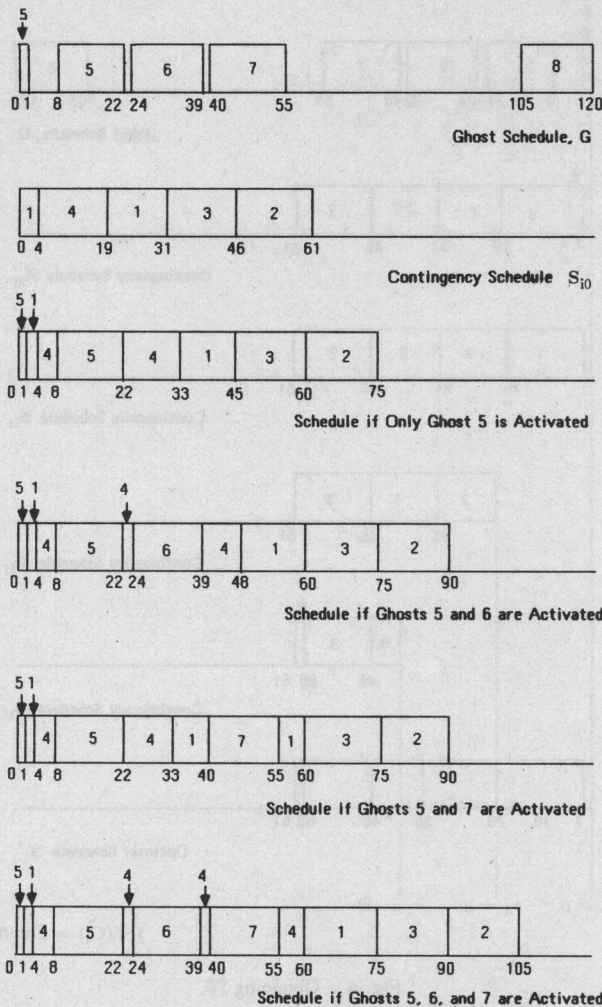 5
5 6 7 8
0 1 8 22 24 39 40 55 105 120
Ghost Schedule, G
1 4 1 3 2
0 4 19 31 46 61
Contingency Schedule S_{i0}
5 1
4 5 4 1 3 2
0 1 4 8 22 33 45 60 75
Schedule if Only Ghost 5 is Activated
5 1 4
4 5 6 4 1 3 2
0 1 4 8 22 24 39 48 60 75 90
Schedule if Ghosts 5 and 6 are Activated
5 1
4 5 4 1 7 1 3 2
0 1 4 8 22 33 40 55 60 75 90
Schedule if Ghosts 5 and 7 are Activated
5 1 4 4
4 5 6 7 4 1 3 2
0 1 4 8 22 24 39 40 55 60 75 90 105
Schedule if Ghosts 5, 6, and 7 are Activated